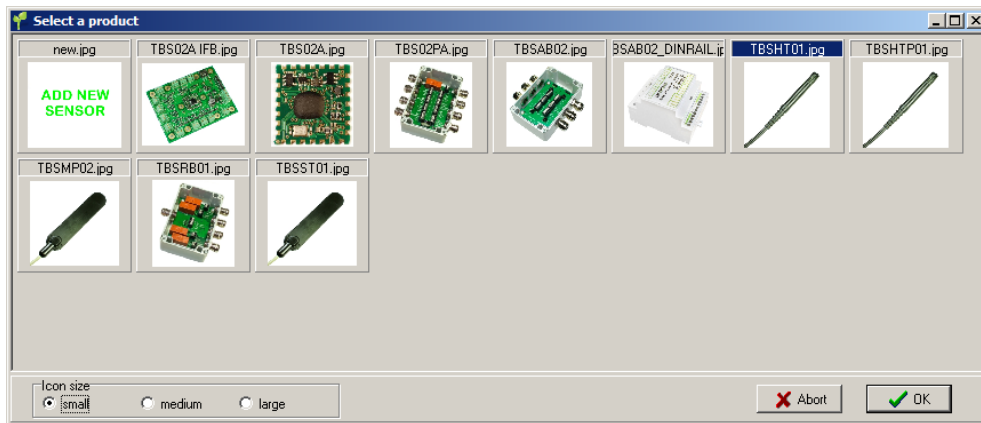 Select a product
new.jpg
TBS02A IFB.jpg
TBS02A.jpg
TBS02PA.jpg
TBSAB02.jpg
BSAB02_DINRAIL.jp
TBSHT01.jpg
TBSHTP01.jpg
ADD NEW
SENSOR
TBSMP02.jpg
TBSRB01.jpg
TBSST01.jpg
Icon size
small
medium
large
Abort
OK